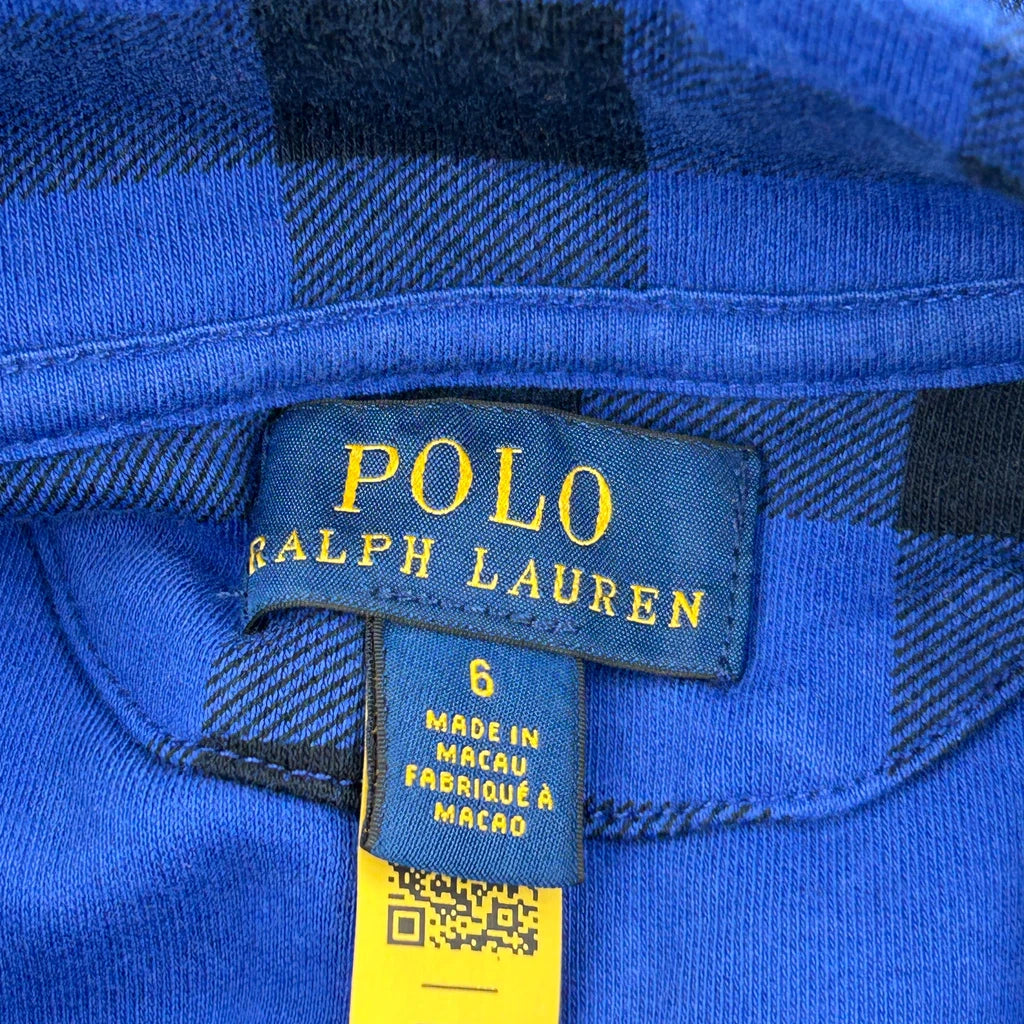 POLO
RALPH LAUREN
6
MADE IN
MACAU
FABRIQUÉ À
MACAO